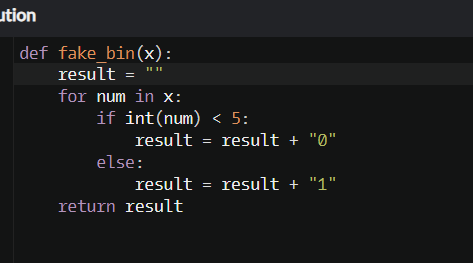 ution
def fake_bin(x):
    result = ""
    for num in x:
        if int(num) < 5:
            result = result + "0"
        else:
            result = result + "1"
    return result